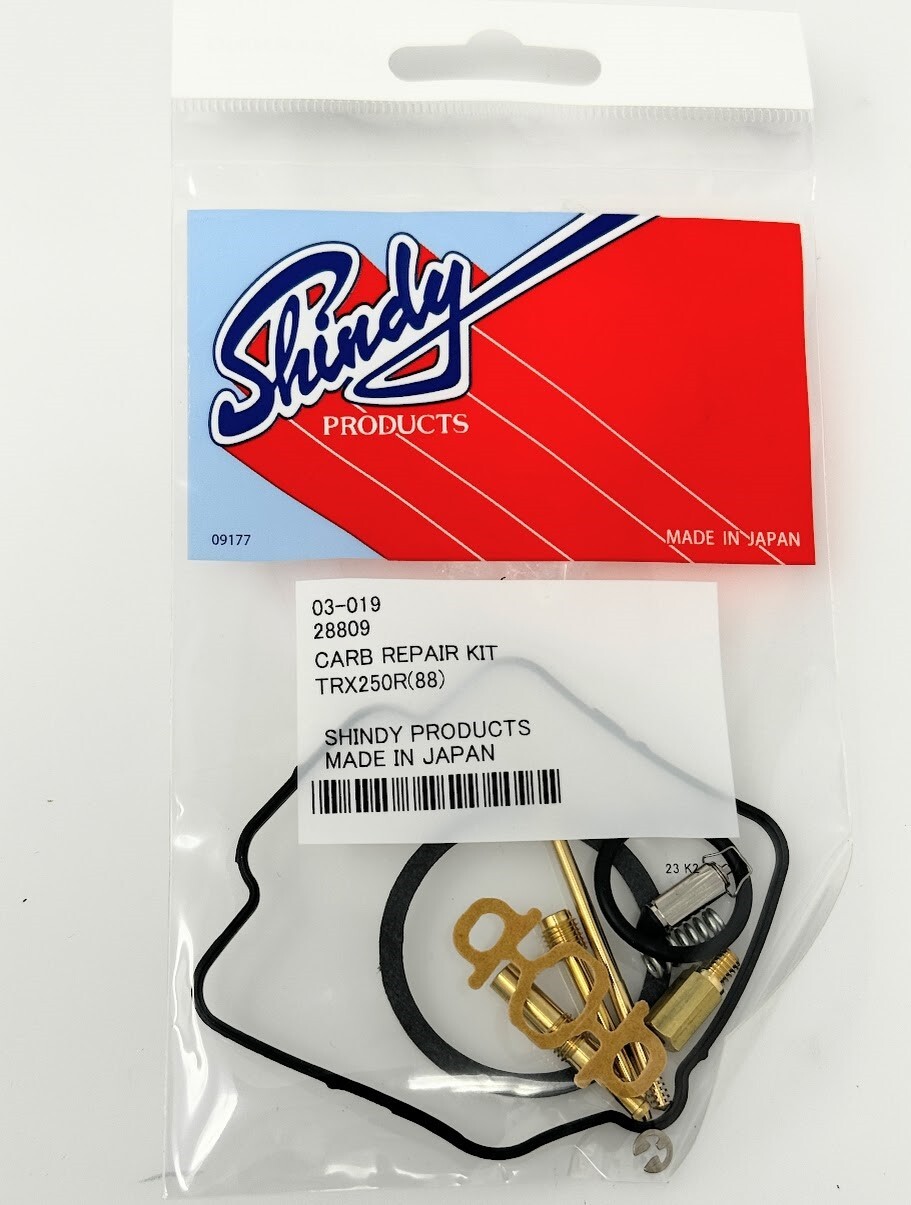 Shindy
PRODUCTS
09177
MADE IN JAPAN
03-019
28809
CARB REPAIR KIT
TRX250R(88)
SHINDY PRODUCTS
MADE IN JAPAN
23 K2